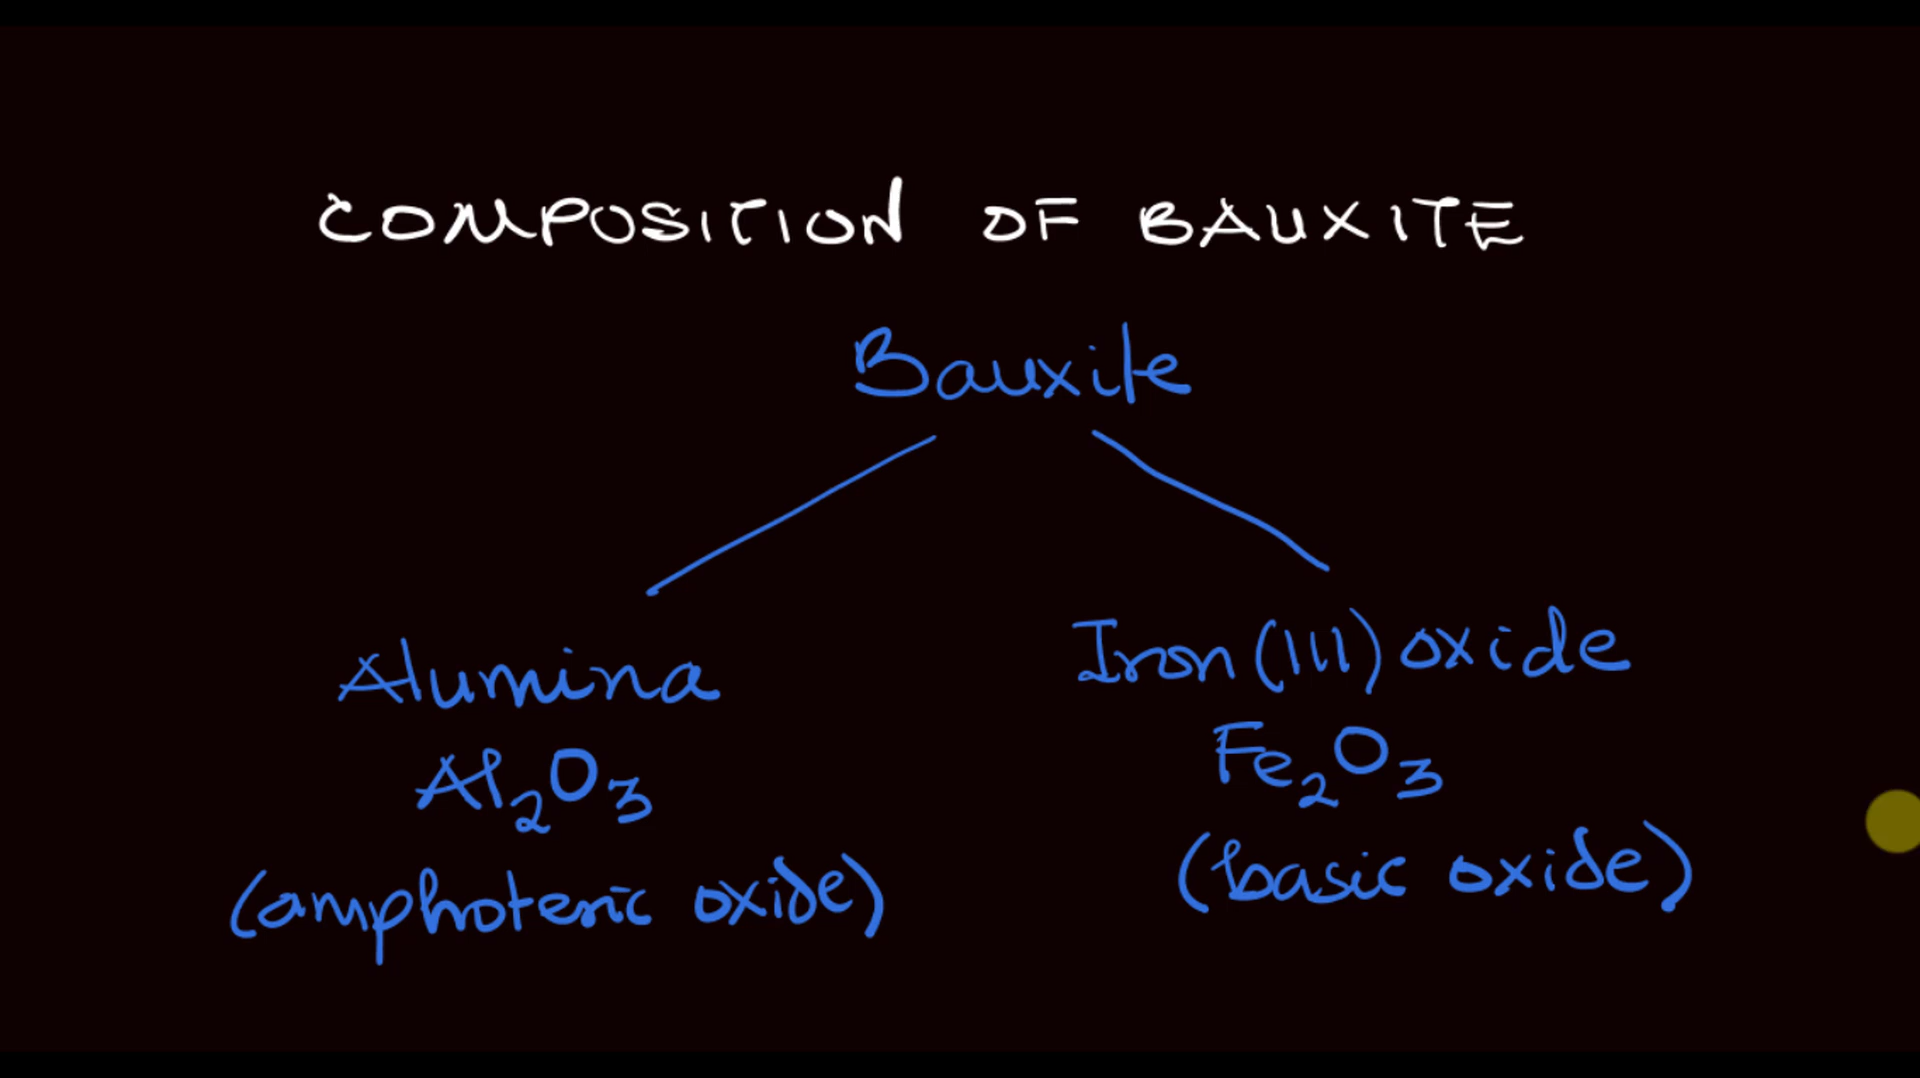 COMPOSITION OF BAUXITE
Bauxite
Alumina
Al₂O₃
(amphoteric oxide)
Iron (III) oxide
Fe₂O₃
(basic oxide)